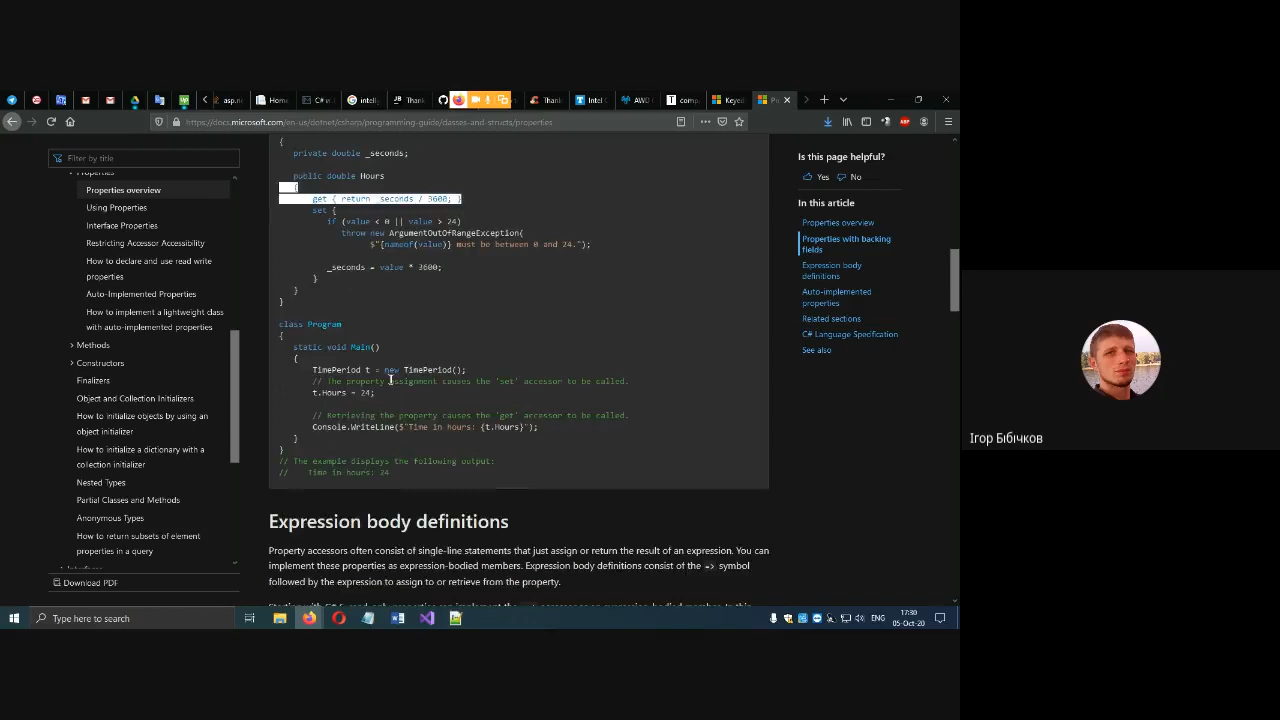 asp.n
Home
C# v
intelli
Thank
Thank
Intel C
AWD
comp
Keyed
P
https://docs.microsoft.com/en-us/dotnet/csharp/programming-guide/classes-and-structs/properties
ABP
Filter by title
Properties
Properties overview
Using Properties
Interface Properties
Restricting Accessor Accessibility
How to declare and use read write
properties
Auto-Implemented Properties
How to implement a lightweight class
with auto-implemented properties
Methods
Constructors
Finalizers
Object and Collection Initializers
How to initialize objects by using an
object initializer
How to initialize a dictionary with a
collection initializer
Nested Types
Partial Classes and Methods
Anonymous Types
How to return subsets of element
properties in a query
Interfaces
Download PDF
{
private double _seconds;
public double Hours
{
get { return _seconds / 3600; }
set {
if (value < 0 || value > 24)
throw new ArgumentOutOfRangeException(
$"{nameof(value)} must be between 0 and 24.");
_seconds = value * 3600;
}
}
}
class Program
{
static void Main()
{
TimePeriod t = new TimePeriod();
// The property assignment causes the 'set' accessor to be called.
t.Hours = 24;
// Retrieving the property causes the 'get' accessor to be called.
Console.WriteLine($"Time in hours: {t.Hours}");
}
}
// The example displays the following output:
// Time in hours: 24
Expression body definitions
Property accessors often consist of single-line statements that just assign or return the result of an expression. You can
implement these properties as expression-bodied members. Expression body definitions consist of the => symbol
followed by the expression to assign to or retrieve from the property.
Is this page helpful?
Yes No
Properties overview
Properties with backing
fields
Expression body
definitions
Auto-implemented
properties
Related sections
C# Language Specification
See also
Ігор Бібічков
Type here to search
ENG
17:30
05-Oct-20